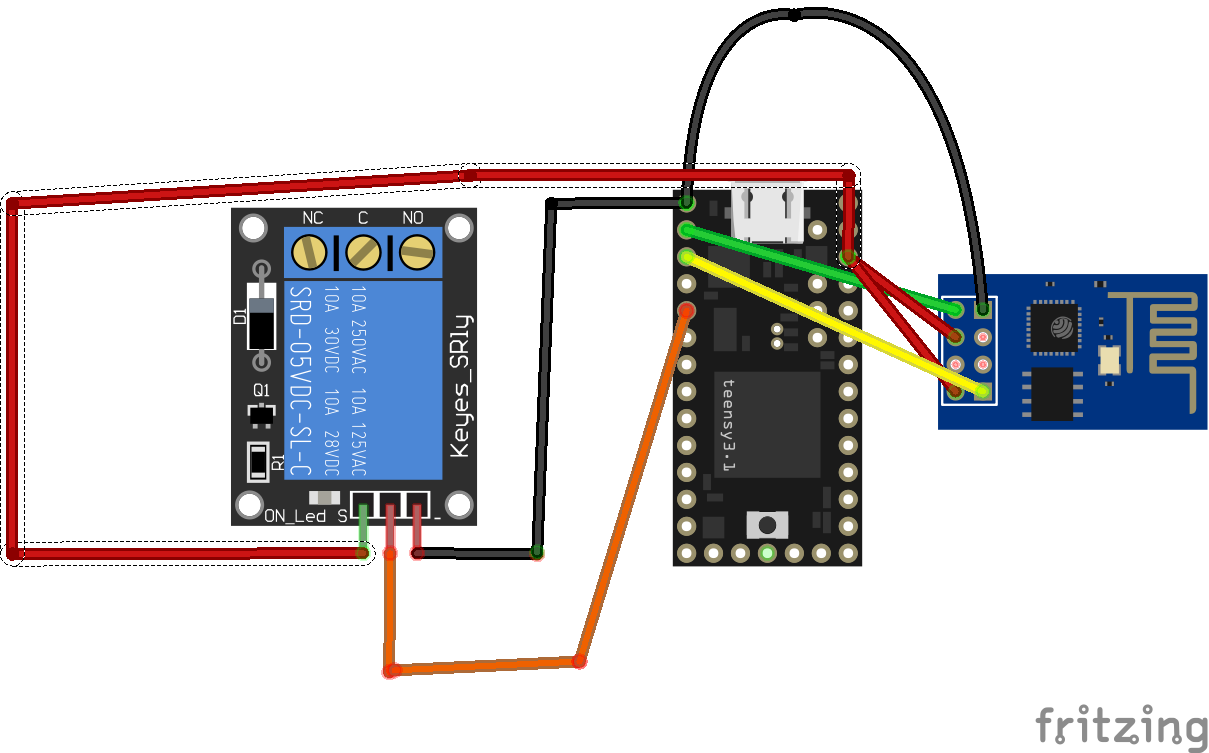 NC C NO
D1
SRD-05VDC-SL-C
10A 30VDC 10A 28VDC
10A 250VAC 10A 125VAC
Keyes_SRly
Q1
R1
ON_Led S -
teensy3.1
fritzing